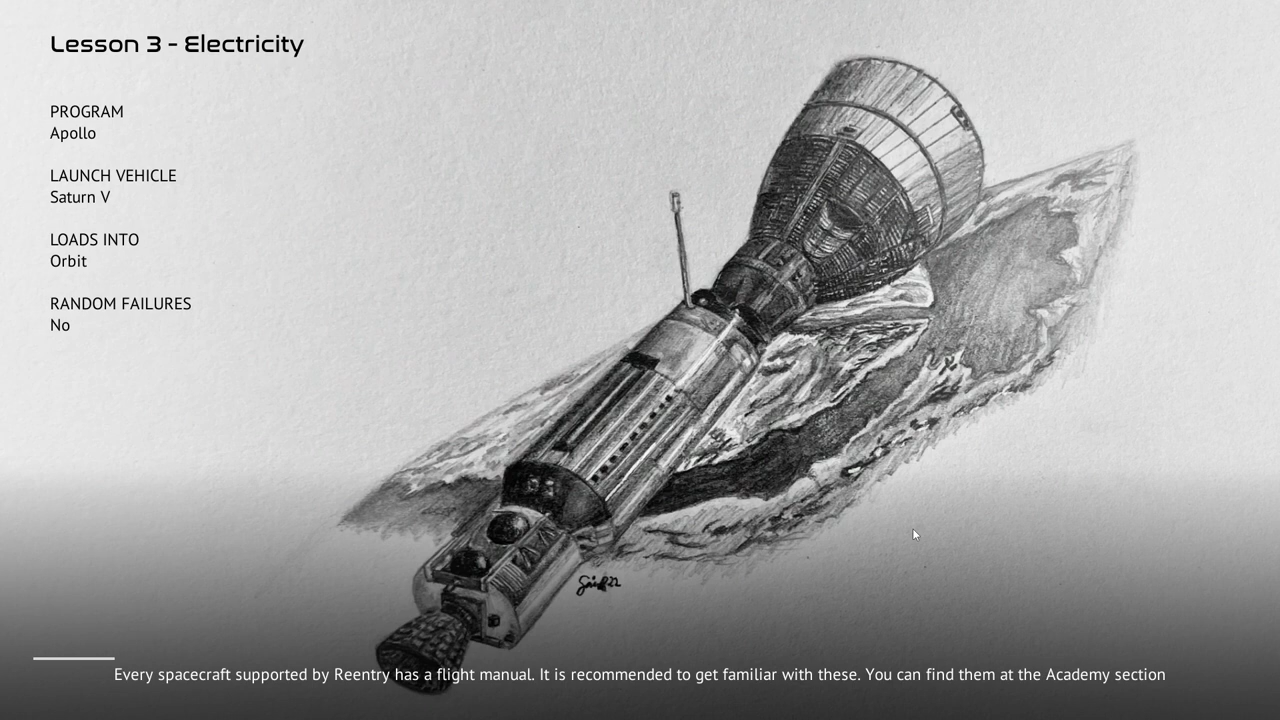 Lesson 3 - Electricity
PROGRAM
Apollo
LAUNCH VEHICLE
Saturn V
LOADS INTO
Orbit
RANDOM FAILURES
No
Every spacecraft supported by Reentry has a flight manual. It is recommended to get familiar with these. You can find them at the Academy section